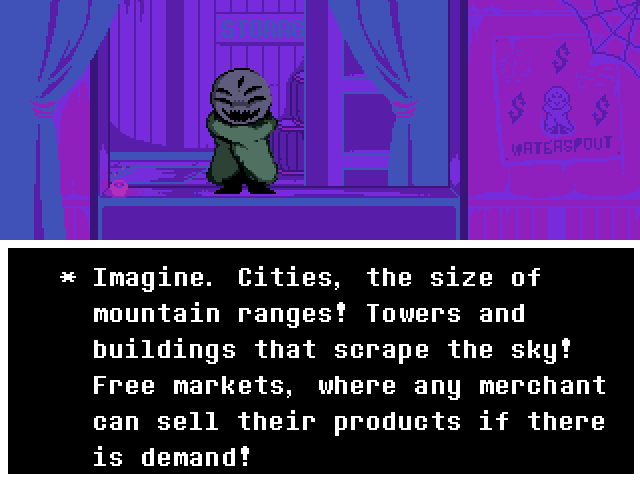 STORAG
WATERSPOUT
* Imagine. Cities, the size of
mountain ranges! Towers and
buildings that scrape the sky!
Free markets, where any merchant
can sell their products if there
is demand!